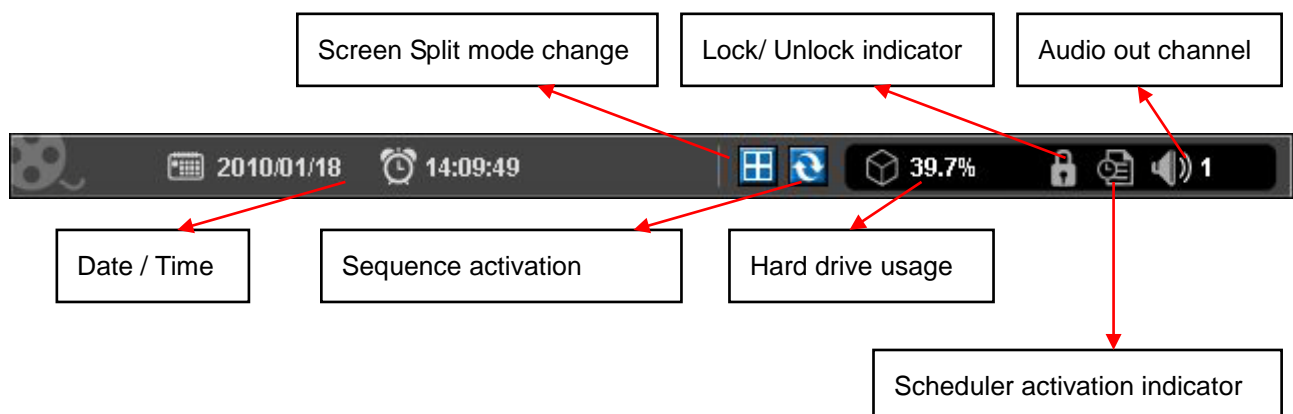 Screen Split mode change
Lock/ Unlock indicator
Audio out channel
2010/01/18
14:09:49
39.7%
1
Date / Time
Sequence activation
Hard drive usage
Scheduler activation indicator